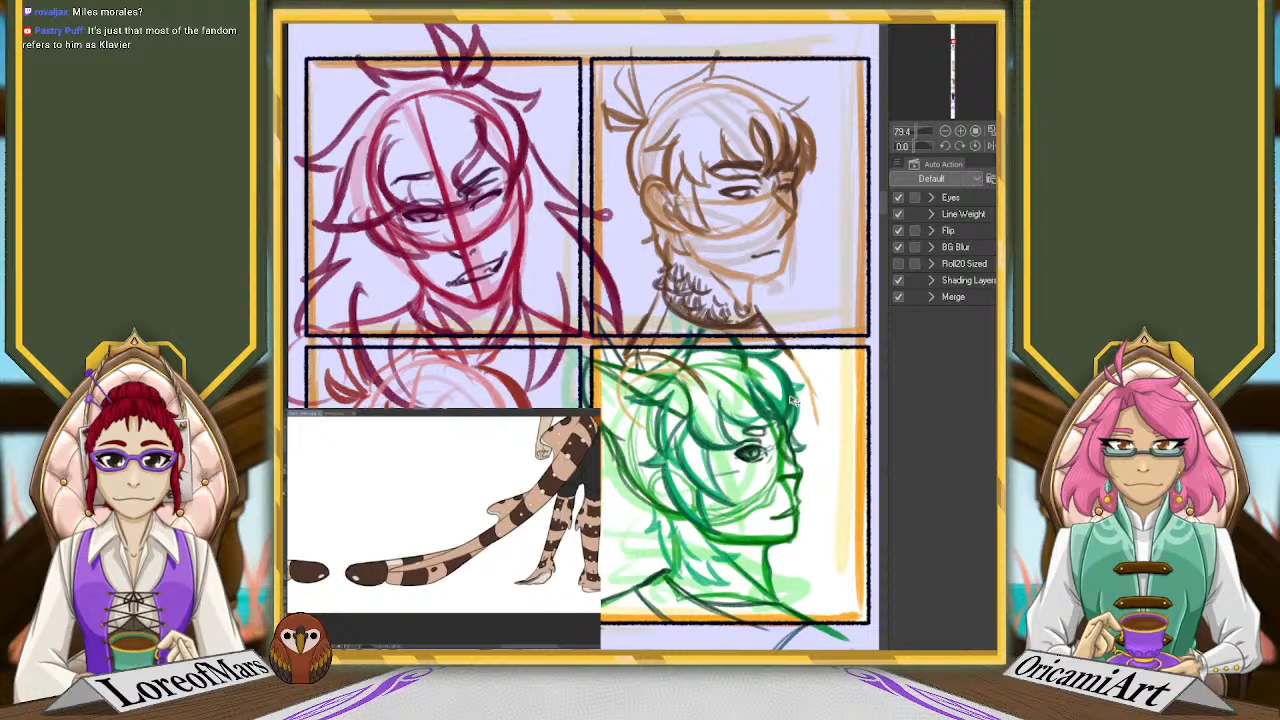 rovaljax: Miles morales?
Pastry Puff: It's just that most of the fandom
refers to him as Klavier
79.4
0.0
Auto Action
Default
Eyes
Line Weight
Flip
BG Blur
Roll20 Sized
Shading Layers
Merge
LoreofMars
OricamiArt